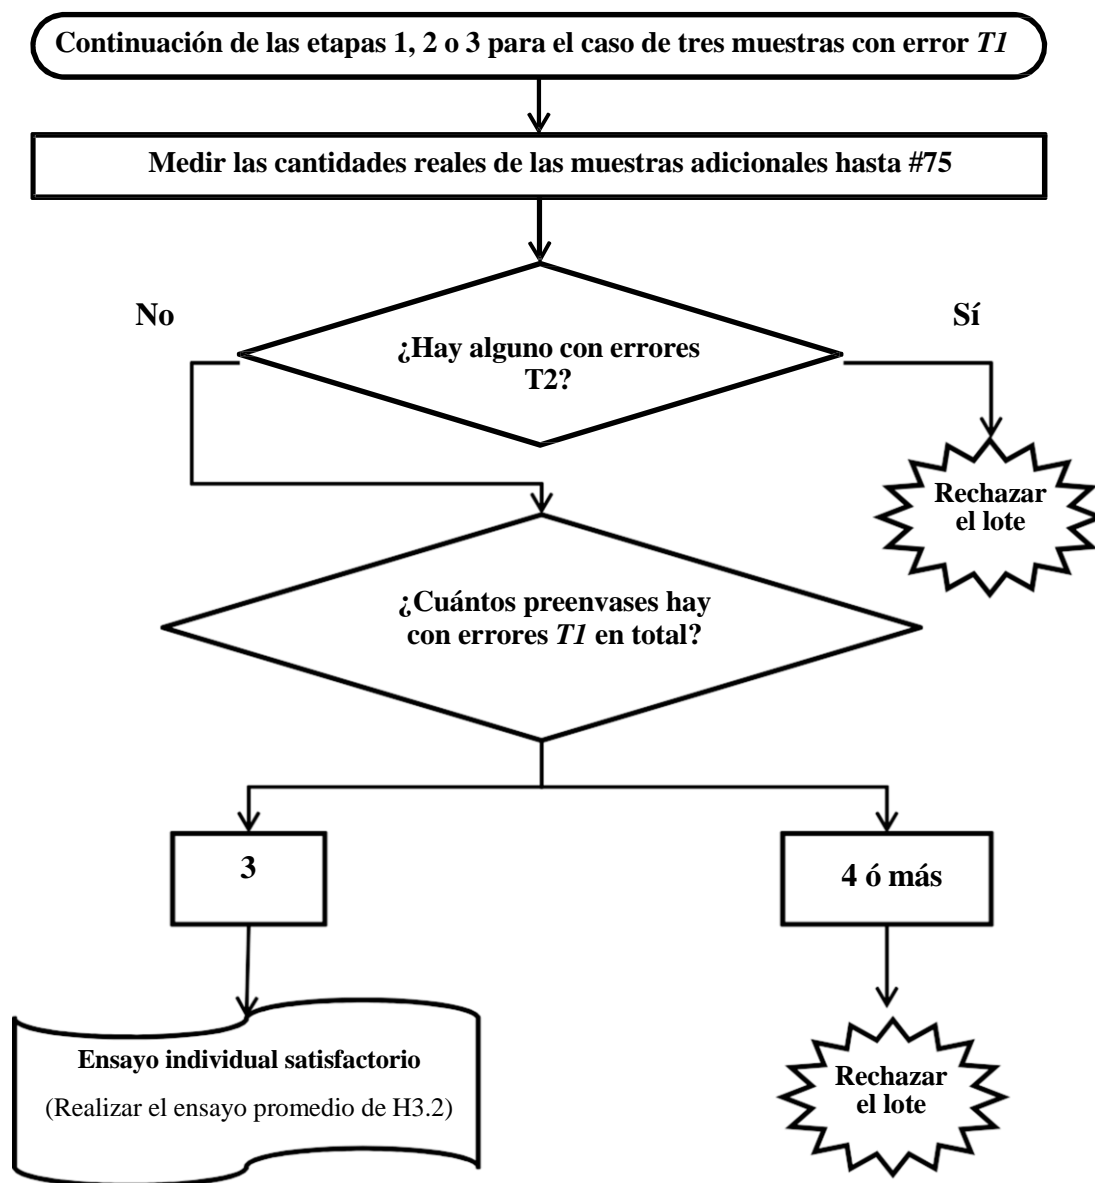 Continuación de las etapas 1, 2 o 3 para el caso de tres muestras con error T1
Medir las cantidades reales de las muestras adicionales hasta #75
No
Sí
¿Hay alguno con errores
T2?
Rechazar
el lote
¿Cuántos preenvases hay
con errores T1 en total?
3
4 ó más
Ensayo individual satisfactorio
(Realizar el ensayo promedio de H3.2)
Rechazar
el lote